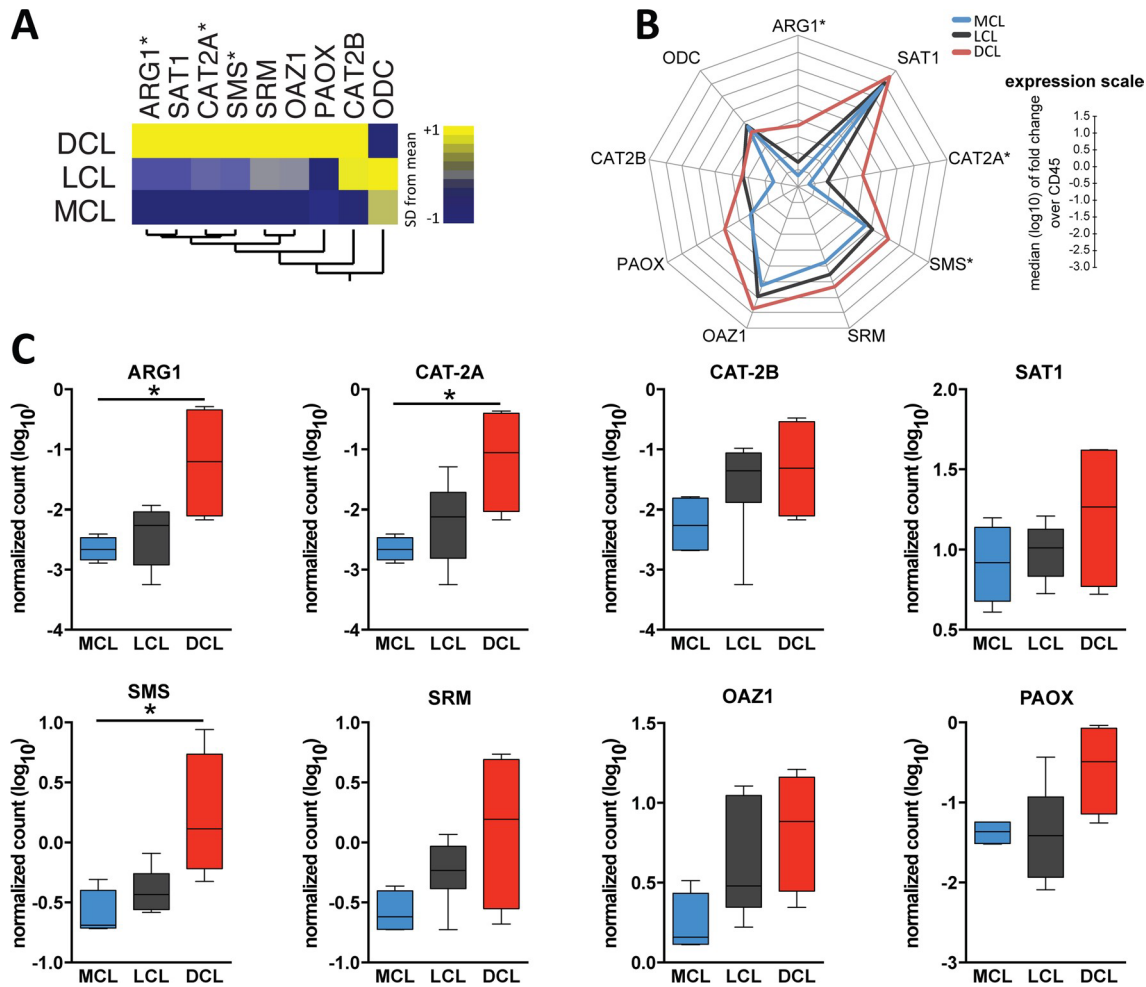 A
ARG1*
SAT1
CAT2A*
SMS*
SRM
OAZ1
PAOX
CAT2B
ODC
DCL
LCL
MCL
+1
SD from mean
-1
B
MCL
LCL
DCL
ARG1*
SAT1
CAT2A*
SMS*
SRM
OAZ1
PAOX
CAT2B
ODC
expression scale
median (log10) of fold change
over CD45
1.5
1.0
0.5
0.0
-0.5
-1.0
-1.5
-2.0
-2.5
-3.0
C
ARG1
normalized count (log10)
0
-1
-2
-3
-4
MCL LCL DCL
*
CAT-2A
normalized count (log10)
0
-1
-2
-3
-4
MCL LCL DCL
*
CAT-2B
normalized count (log10)
0
-1
-2
-3
-4
MCL LCL DCL
SAT1
normalized count (log10)
2.0
1.5
1.0
0.5
MCL LCL DCL
SMS
normalized count (log10)
1.0
0.5
0.0
-0.5
-1.0
MCL LCL DCL
*
SRM
normalized count (log10)
1.0
0.5
0.0
-0.5
-1.0
MCL LCL DCL
OAZ1
normalized count (log10)
1.5
1.0
0.5
0.0
MCL LCL DCL
PAOX
normalized count (log10)
0
-1
-2
-3
MCL LCL DCL